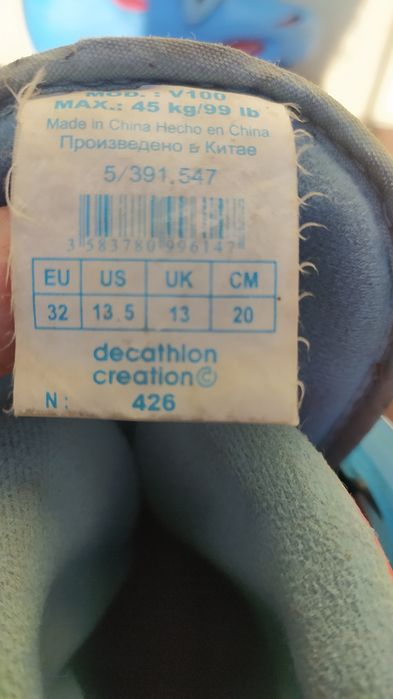 MOD. : V100
MAX.: 45 kg/99 lb
Made in China Hecho en China
Произведено в Китае
5/391.547
3 583780 996147
EU US UK CM
32 13.5 13 20
decathlon
creation©
N : 426